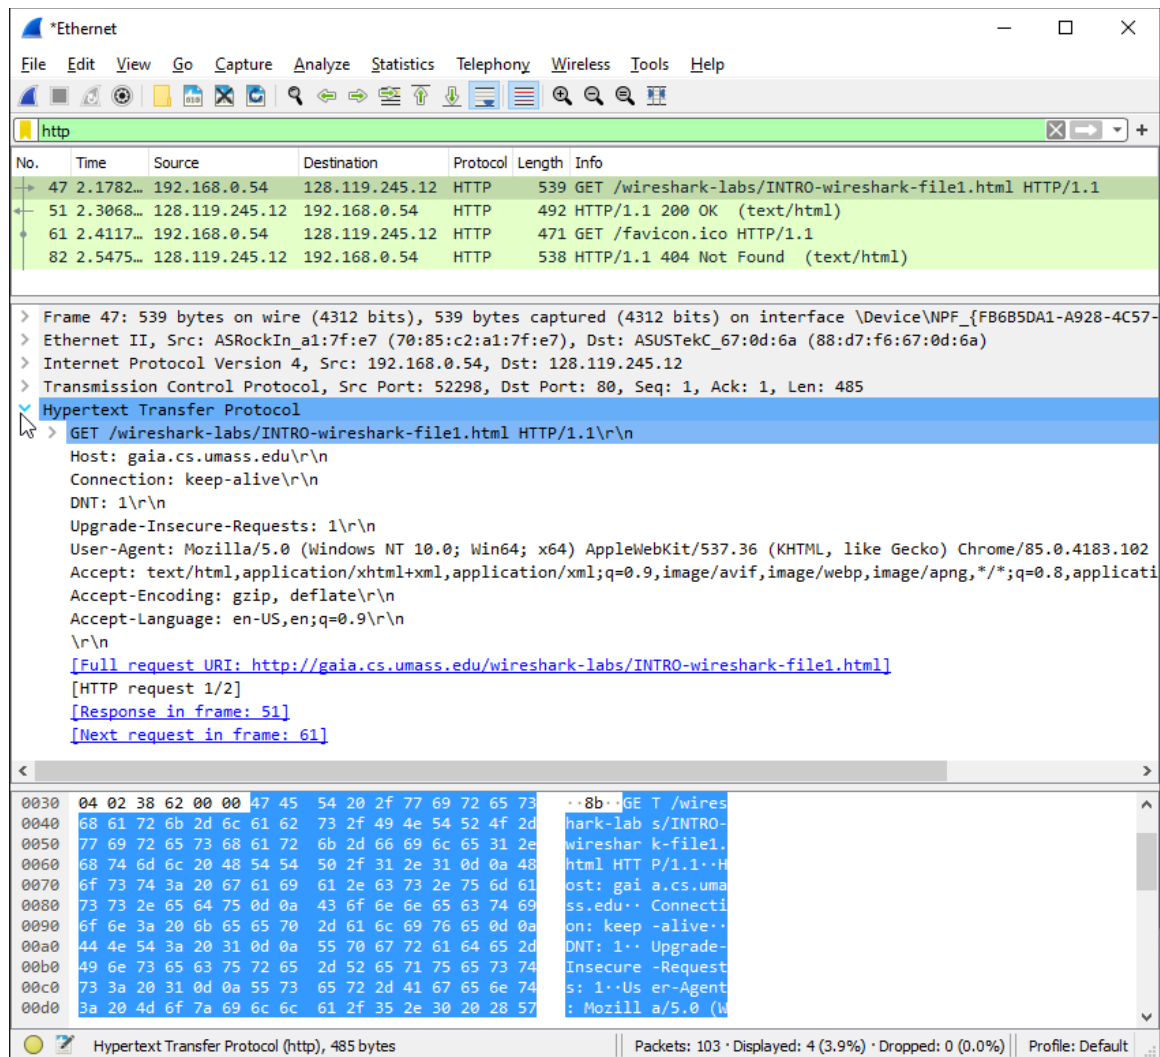 *Ethernet
File Edit View Go Capture Analyze Statistics Telephony Wireless Tools Help
http
No. Time Source Destination Protocol Length Info
47 2.1782… 192.168.0.54 128.119.245.12 HTTP 539 GET /wireshark-labs/INTRO-wireshark-file1.html HTTP/1.1
51 2.3068… 128.119.245.12 192.168.0.54 HTTP 492 HTTP/1.1 200 OK (text/html)
61 2.4117… 192.168.0.54 128.119.245.12 HTTP 471 GET /favicon.ico HTTP/1.1
82 2.5475… 128.119.245.12 192.168.0.54 HTTP 538 HTTP/1.1 404 Not Found (text/html)
Frame 47: 539 bytes on wire (4312 bits), 539 bytes captured (4312 bits) on interface \Device\NPF_{FB6B5DA1-A928-4C57-
Ethernet II, Src: ASRockIn_a1:7f:e7 (70:85:c2:a1:7f:e7), Dst: ASUSTekC_67:0d:6a (88:d7:f6:67:0d:6a)
Internet Protocol Version 4, Src: 192.168.0.54, Dst: 128.119.245.12
Transmission Control Protocol, Src Port: 52298, Dst Port: 80, Seq: 1, Ack: 1, Len: 485
Hypertext Transfer Protocol
GET /wireshark-labs/INTRO-wireshark-file1.html HTTP/1.1\r\n
Host: gaia.cs.umass.edu\r\n
Connection: keep-alive\r\n
DNT: 1\r\n
Upgrade-Insecure-Requests: 1\r\n
User-Agent: Mozilla/5.0 (Windows NT 10.0; Win64; x64) AppleWebKit/537.36 (KHTML, like Gecko) Chrome/85.0.4183.102
Accept: text/html,application/xhtml+xml,application/xml;q=0.9,image/avif,image/webp,image/apng,*/*;q=0.8,applicati
Accept-Encoding: gzip, deflate\r\n
Accept-Language: en-US,en;q=0.9\r\n
\r\n
[Full request URI: http://gaia.cs.umass.edu/wireshark-labs/INTRO-wireshark-file1.html]
[HTTP request 1/2]
[Response in frame: 51]
[Next request in frame: 61]
0030 04 02 38 62 00 00 47 45 54 20 2f 77 69 72 65 73 ··8b··GE T /wires
0040 68 61 72 6b 2d 6c 61 62 73 2f 49 4e 54 52 4f 2d hark-lab s/INTRO-
0050 77 69 72 65 73 68 61 72 6b 2d 66 69 6c 65 31 2e wireshar k-file1.
0060 68 74 6d 6c 20 48 54 54 50 2f 31 2e 31 0d 0a 48 html HTT P/1.1··H
0070 6f 73 74 3a 20 67 61 69 61 2e 63 73 2e 75 6d 61 ost: gai a.cs.uma
0080 73 73 2e 65 64 75 0d 0a 43 6f 6e 6e 65 63 74 69 ss.edu·· Connecti
0090 6f 6e 3a 20 6b 65 65 70 2d 61 6c 69 76 65 0d 0a on: keep -alive··
00a0 44 4e 54 3a 20 31 0d 0a 55 70 67 72 61 64 65 2d DNT: 1·· Upgrade-
00b0 49 6e 73 65 63 75 72 65 2d 52 65 71 75 65 73 74 Insecure -Request
00c0 73 3a 20 31 0d 0a 55 73 65 72 2d 41 67 65 6e 74 s: 1··Us er-Agent
00d0 3a 20 4d 6f 7a 69 6c 6c 61 2f 35 2e 30 20 28 57 : Mozill a/5.0 (W
Hypertext Transfer Protocol (http), 485 bytes Packets: 103 · Displayed: 4 (3.9%) · Dropped: 0 (0.0%) Profile: Default